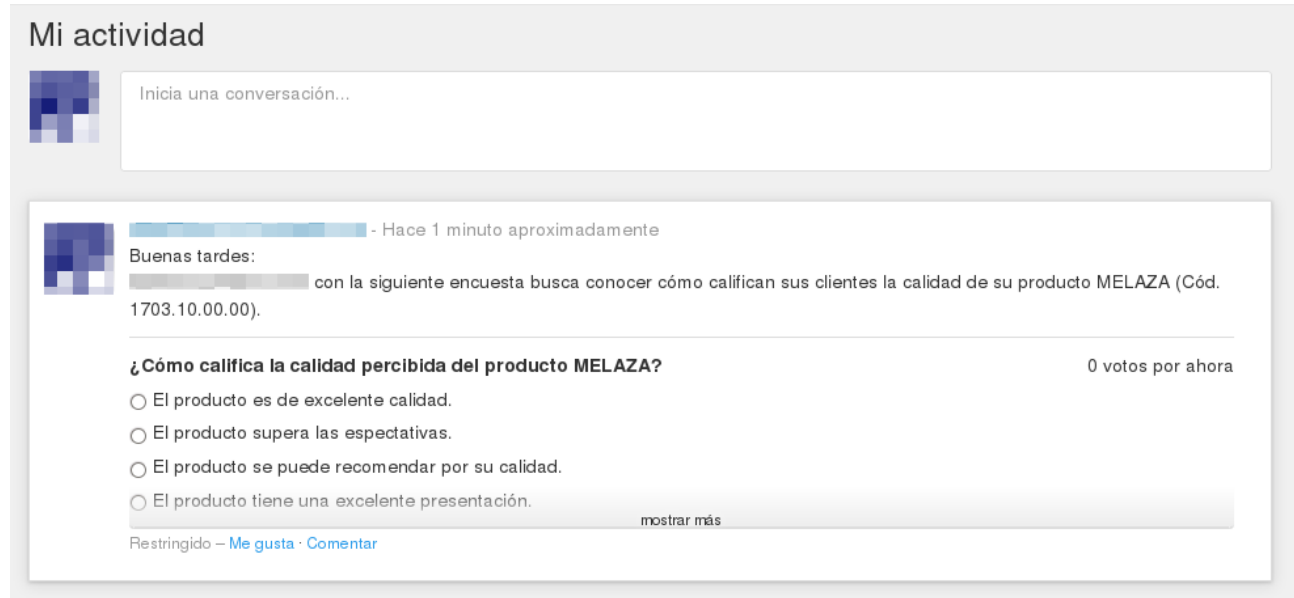 Mi actividad
Inicia una conversación...
- Hace 1 minuto aproximadamente
Buenas tardes:
con la siguiente encuesta busca conocer cómo califican sus clientes la calidad de su producto MELAZA (Cód.
1703.10.00.00).
¿Cómo califica la calidad percibida del producto MELAZA? 0 votos por ahora
El producto es de excelente calidad.
El producto supera las espectativas.
El producto se puede recomendar por su calidad.
El producto tiene una excelente presentación.
mostrar más
Restringido – Me gusta · Comentar